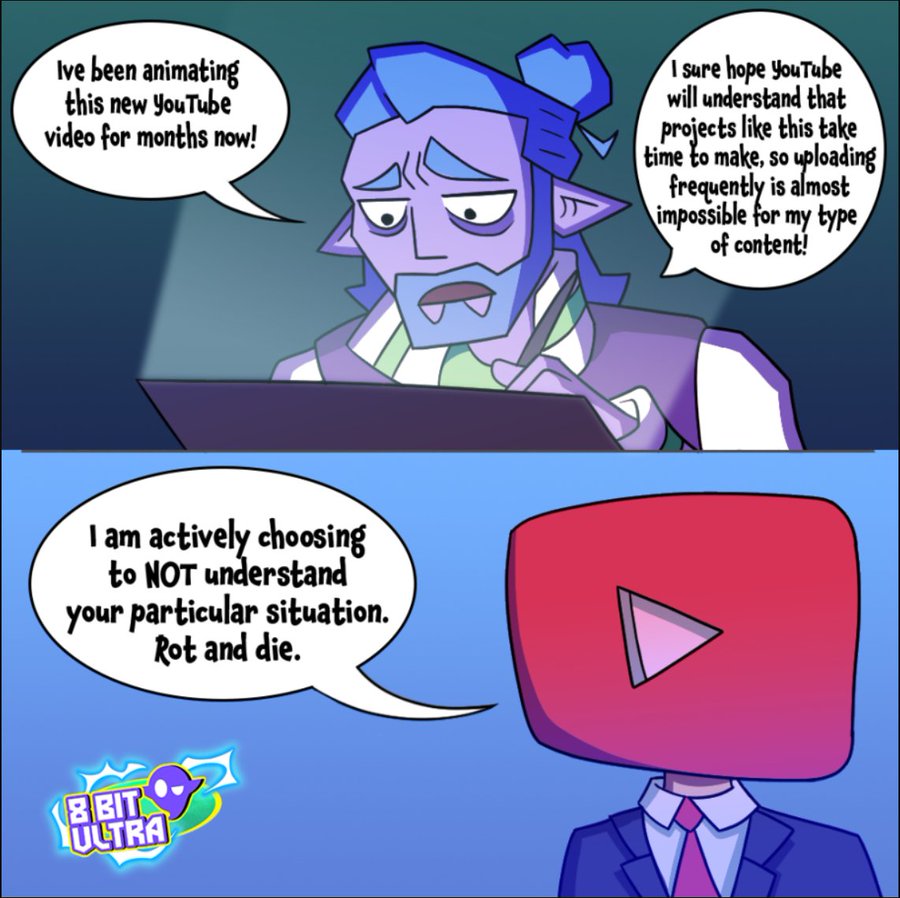 Ive been animating
this new YouTube
video for months now!
I sure hope YouTube
will understand that
projects like this take
time to make, so uploading
frequently is almost
impossible for my type
of content!
I am actively choosing
to NOT understand
your particular situation.
Rot and die.
8 BIT
ULTRA